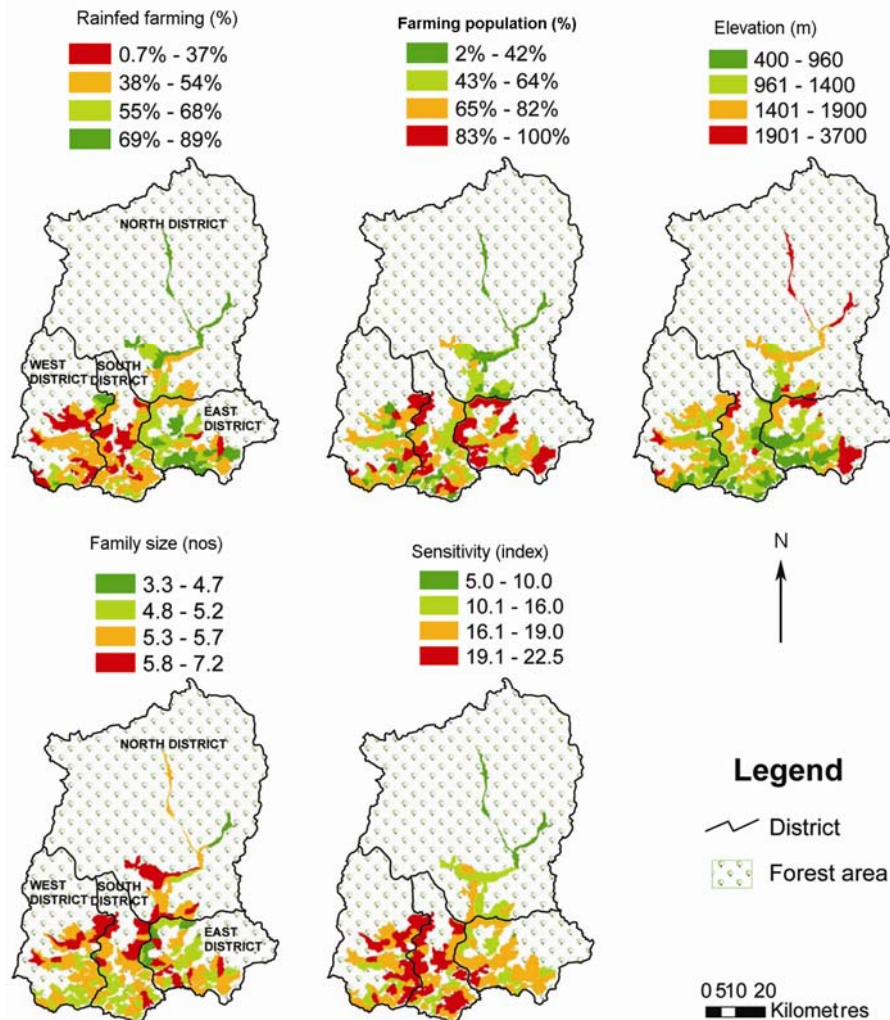 Rainfed farming (%)
0.7% - 37%
38% - 54%
55% - 68%
69% - 89%
Farming population (%)
2% - 42%
43% - 64%
65% - 82%
83% - 100%
Elevation (m)
400 - 960
961 - 1400
1401 - 1900
1901 - 3700
NORTH DISTRICT
WEST
DISTRICT
SOUTH
DISTRICT
EAST
DISTRICT
Family size (nos)
3.3 - 4.7
4.8 - 5.2
5.3 - 5.7
5.8 - 7.2
Sensitivity (index)
5.0 - 10.0
10.1 - 16.0
16.1 - 19.0
19.1 - 22.5
N
NORTH DISTRICT
WEST
DISTRICT
SOUTH
DISTRICT
EAST
DISTRICT
Legend
District
Forest area
0 510 20
Kilometres